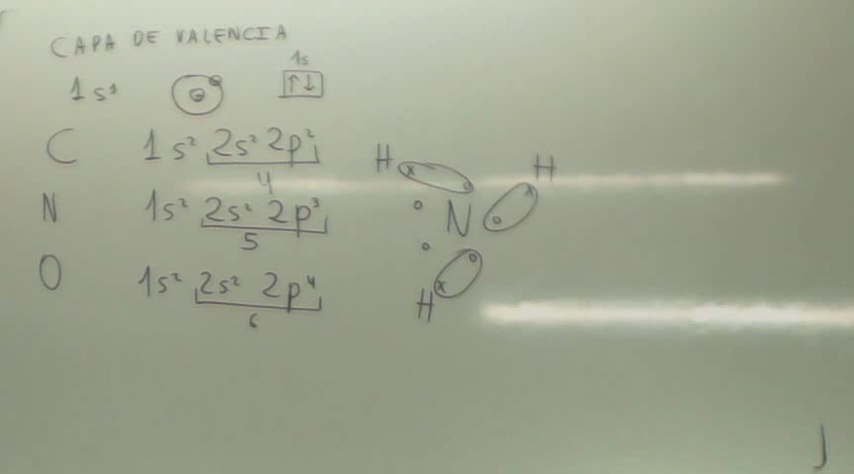 CAPA DE VALENCIA
1s
1s¹ ↑↓
C 1s² 2s² 2p²
4
N 1s² 2s² 2p³
5
O 1s² 2s² 2p⁴
6
H x H
x
N
x
H